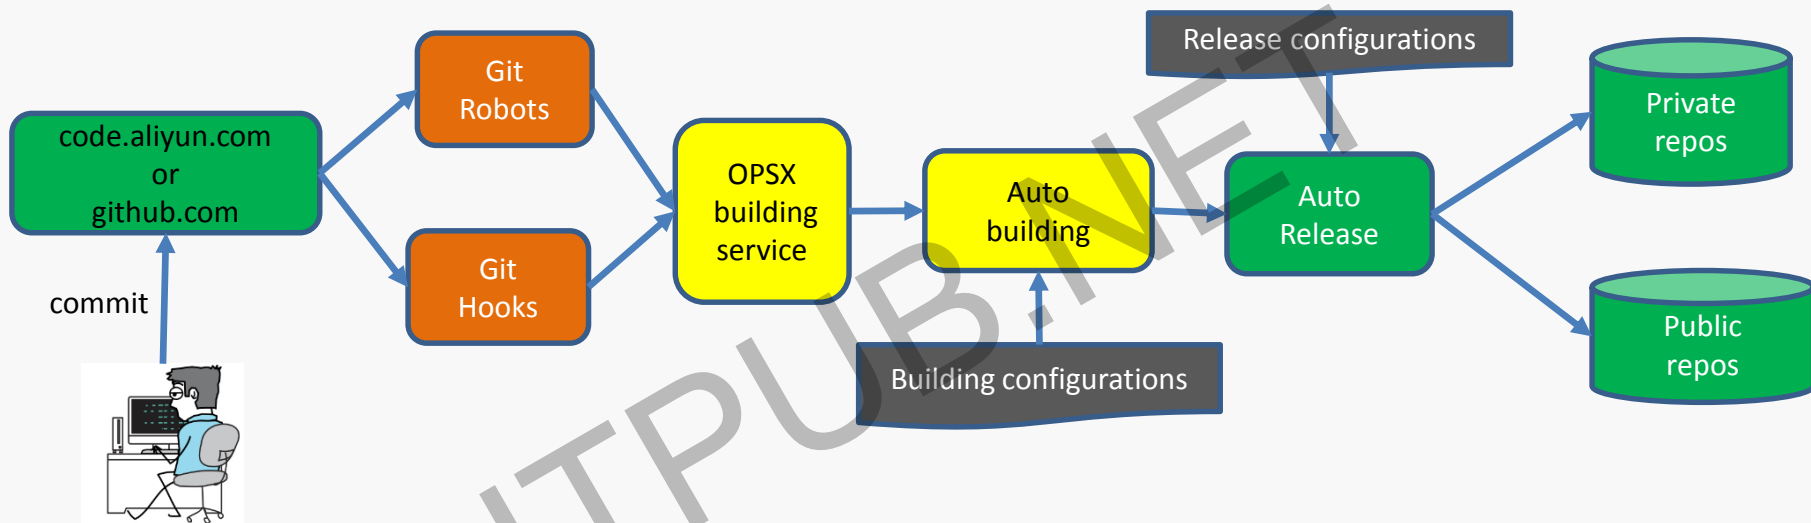 code.aliyun.com
or
github.com
commit
Git
Robots
Git
Hooks
OPSX
building
service
Auto
building
Building configurations
Release configurations
Auto
Release
Private
repos
Public
repos
ITPUB.NET